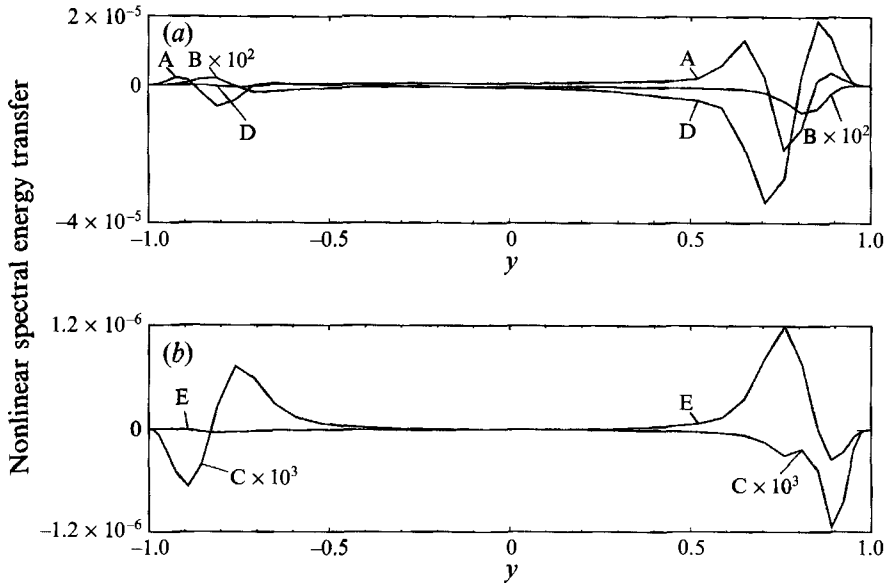 Nonlinear spectral energy transfer
2 × 10⁻⁵
(a)
A
B × 10²
A
0
D
D
B × 10²
−4 × 10⁻⁵
−1.0
−0.5
0
0.5
1.0
y
1.2 × 10⁻⁶
(b)
E
E
0
C × 10³
C × 10³
−1.2 × 10⁻⁶
−1.0
−0.5
0
0.5
1.0
y